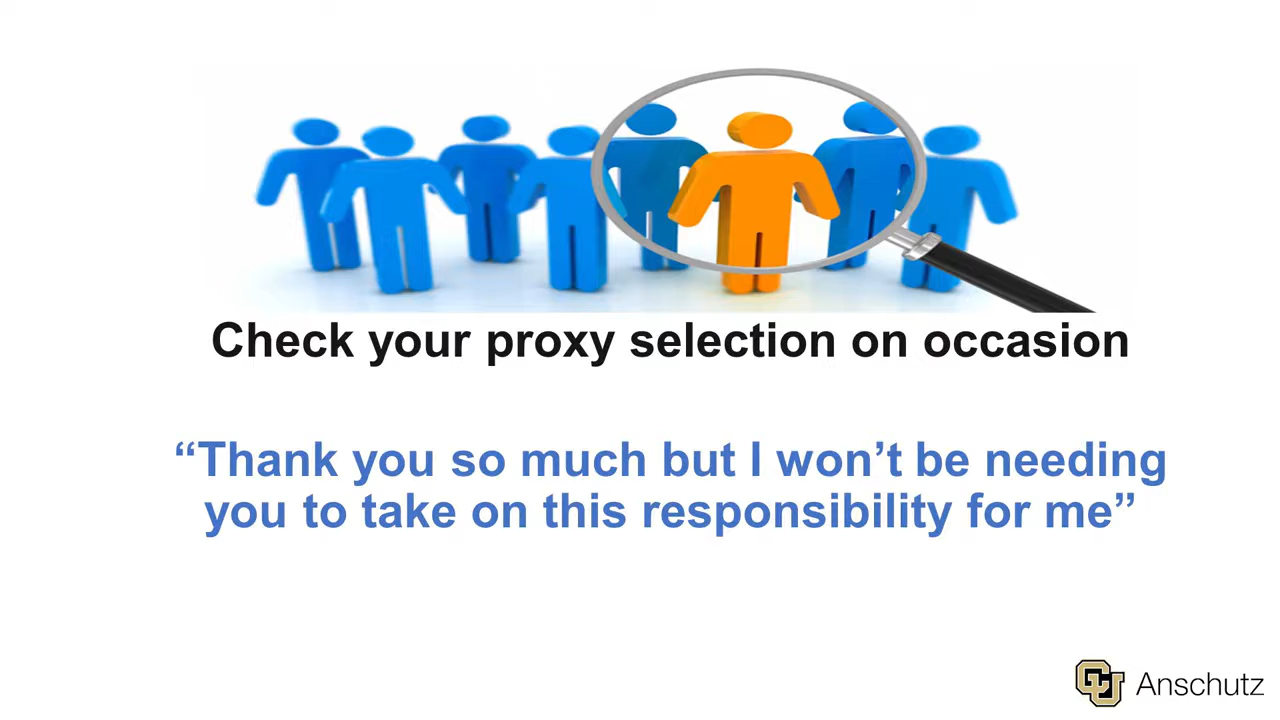 Check your proxy selection on occasion
“Thank you so much but I won’t be needing
you to take on this responsibility for me”
CU Anschutz